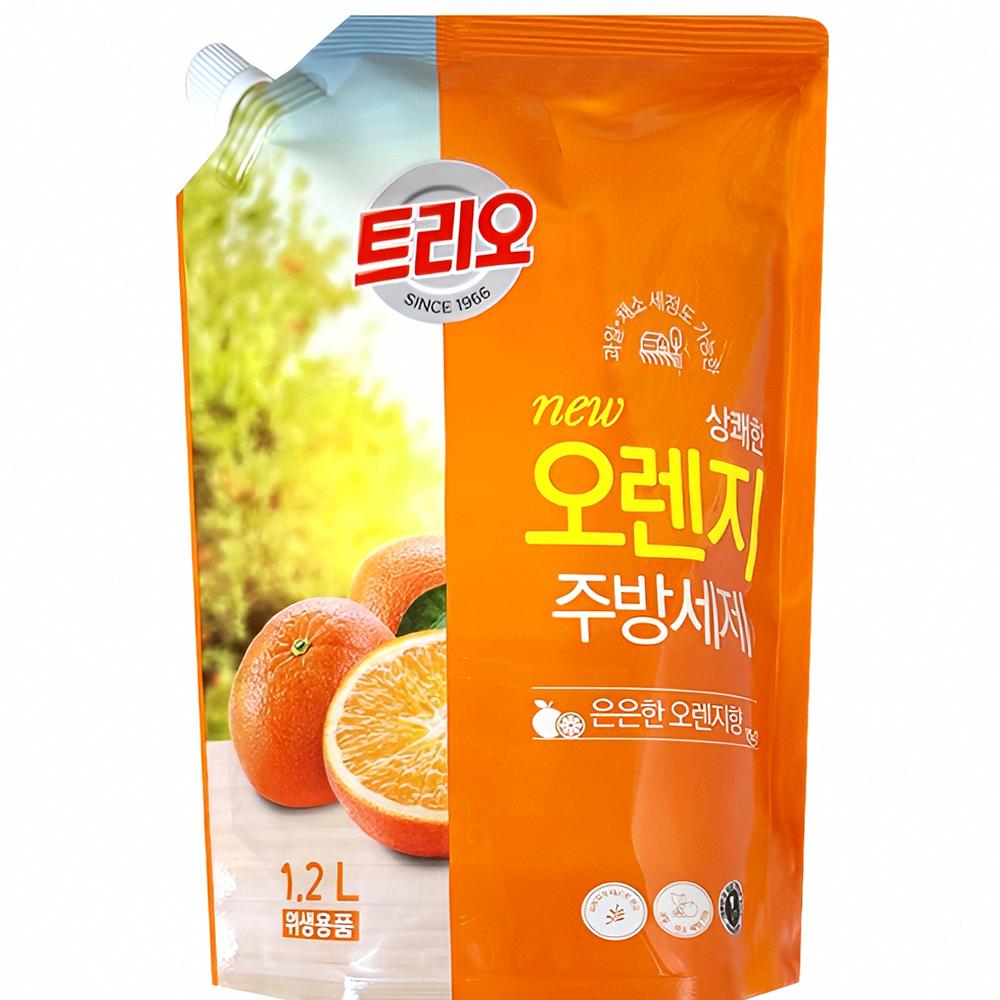 트리오
SINCE 1966
과일·채소 세정도 가능한
new
상쾌한
오렌지
주방세제
은은한 오렌지향
1.2 L
위생용품
1